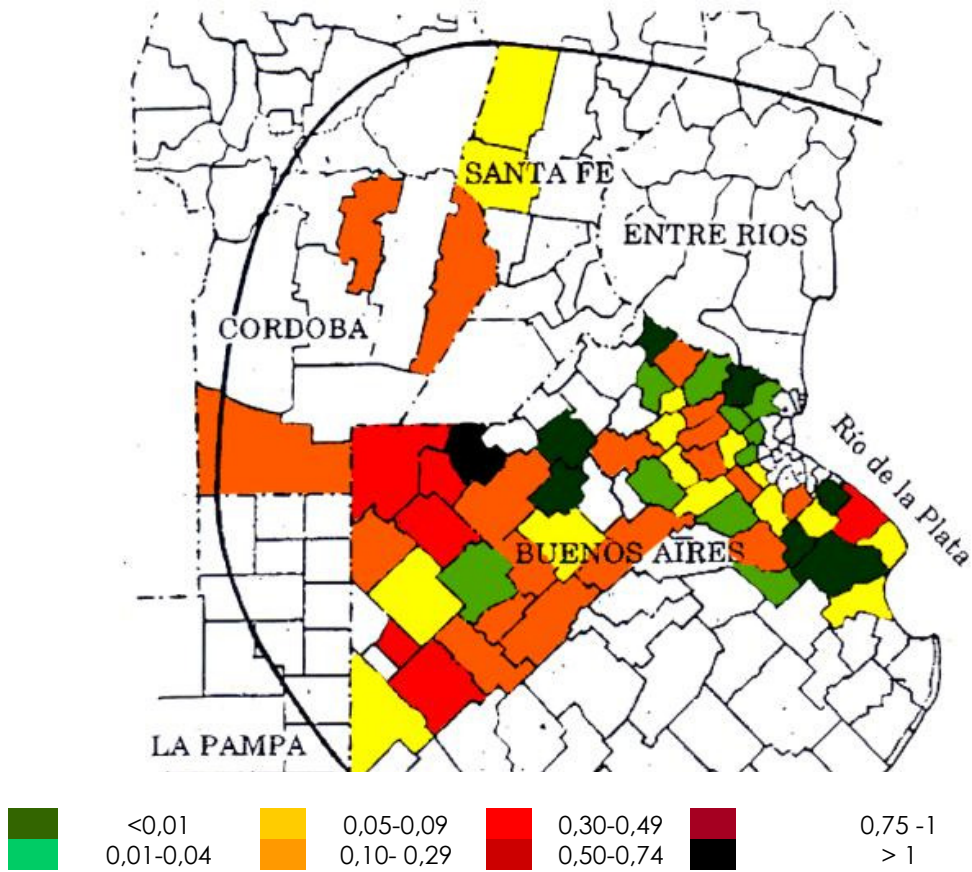 SANTA FE
ENTRE RIOS
CORDOBA
Río de la Plata
BUENOS AIRES
LA PAMPA
<0,01 0,05-0,09 0,30-0,49 0,75 -1
0,01-0,04 0,10- 0,29 0,50-0,74 > 1